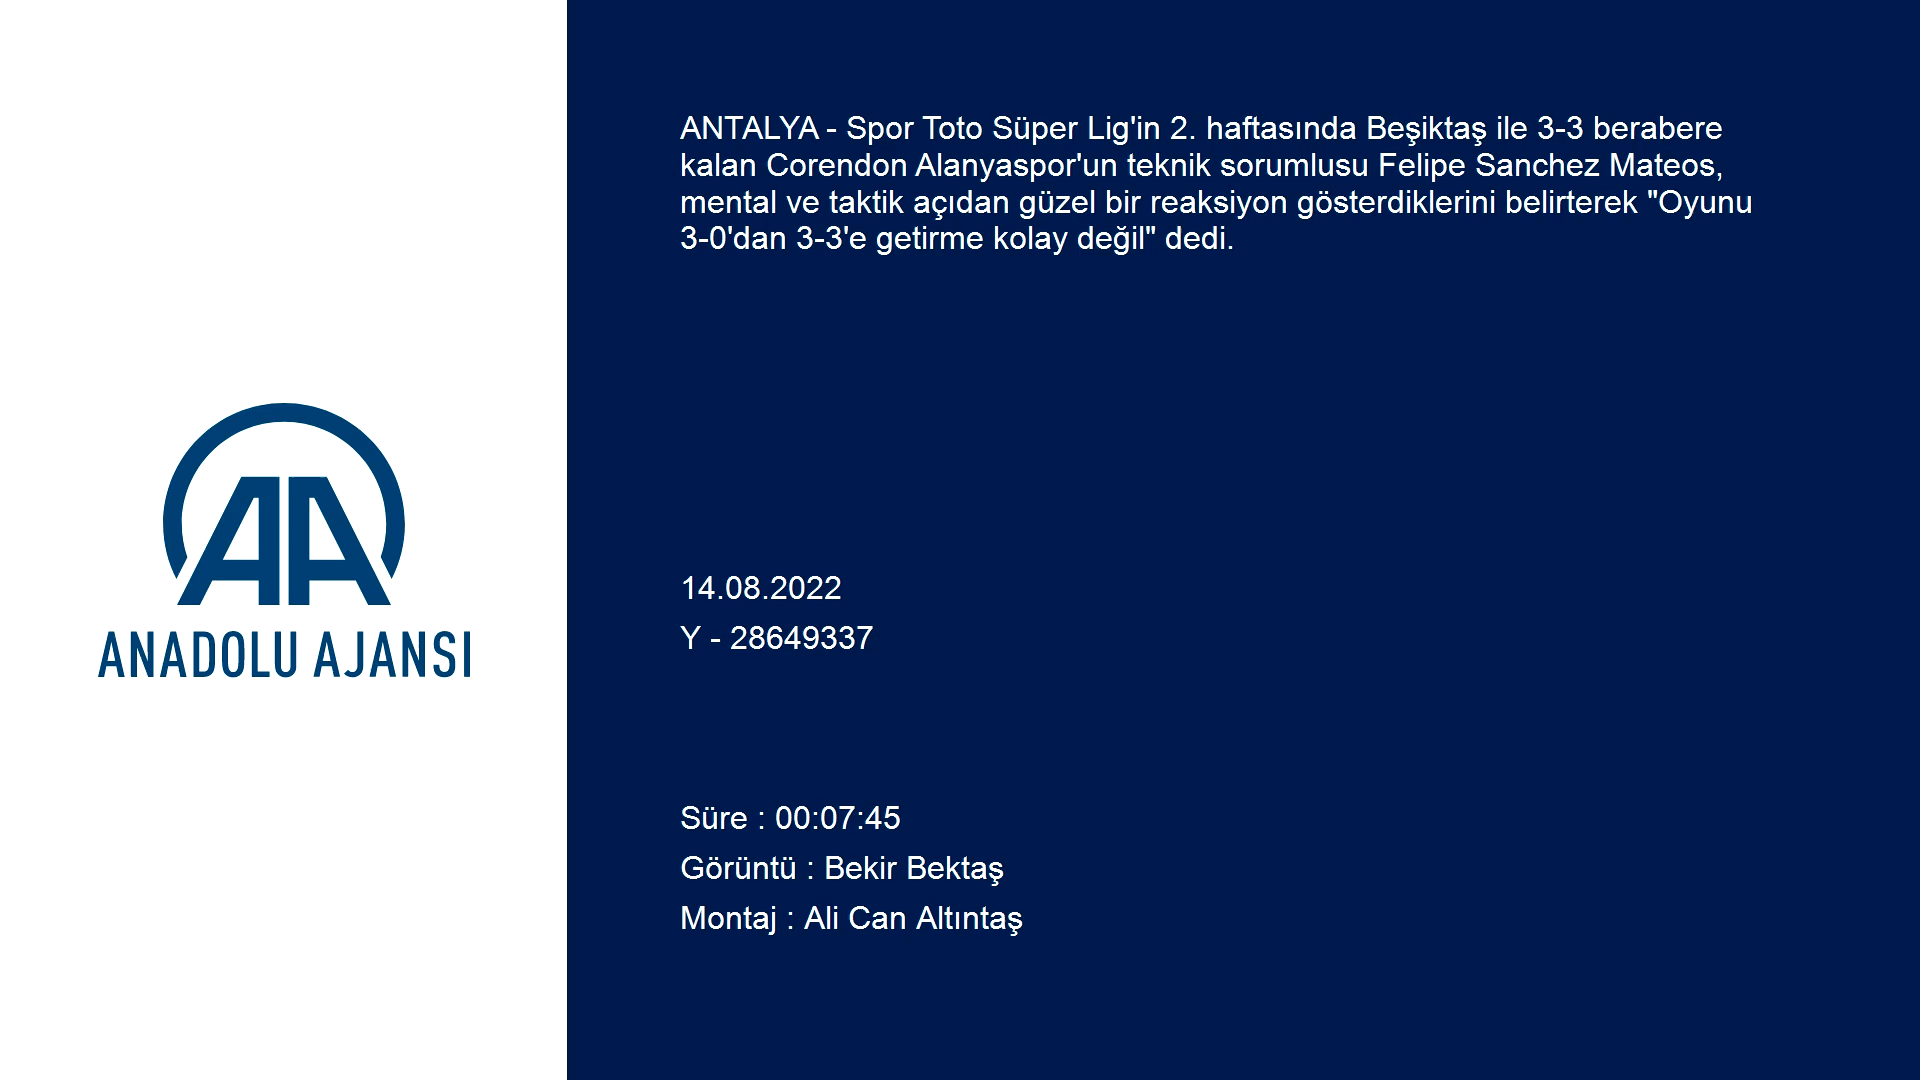 ANTALYA - Spor Toto Süper Lig'in 2. haftasında Beşiktaş ile 3-3 berabere
kalan Corendon Alanyaspor'un teknik sorumlusu Felipe Sanchez Mateos,
mental ve taktik açıdan güzel bir reaksiyon gösterdiklerini belirterek "Oyunu
3-0'dan 3-3'e getirme kolay değil" dedi.
AA
ANADOLU AJANSI
14.08.2022
Y - 28649337
Süre : 00:07:45
Görüntü : Bekir Bektaş
Montaj : Ali Can Altıntaş